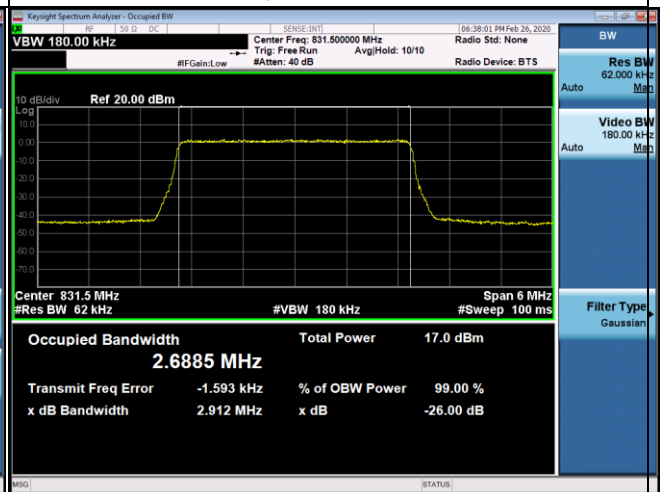 Keysight Spectrum Analyzer - Occupied BW
RF 50 Ω DC SENSE:INT 06:38:01 PM Feb 26, 2020
VBW 180.00 kHz Center Freq: 831.500000 MHz Radio Std: None
Trig: Free Run Avg|Hold: 10/10
#IFGain:Low #Atten: 40 dB Radio Device: BTS
BW
Res BW
62.000 kHz
Auto Man
Video BW
180.00 kHz
Auto Man
Filter Type
Gaussian
10 dB/div Ref 20.00 dBm
Log
10.0
0.00
-10.0
-20.0
-30.0
-40.0
-50.0
-60.0
-70.0
Center 831.5 MHz Span 6 MHz
#Res BW 62 kHz #VBW 180 kHz #Sweep 100 ms
Occupied Bandwidth Total Power 17.0 dBm
2.6885 MHz
Transmit Freq Error -1.593 kHz % of OBW Power 99.00 %
x dB Bandwidth 2.912 MHz x dB -26.00 dB
MSG STATUS